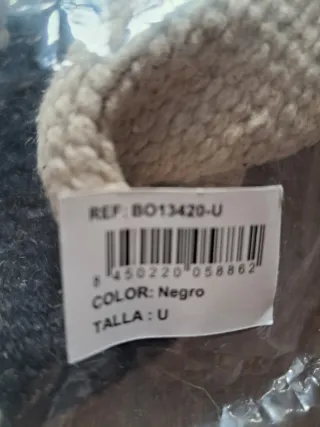 REF: BO13420-U
8 450220 058862
COLOR: Negro
TALLA : U